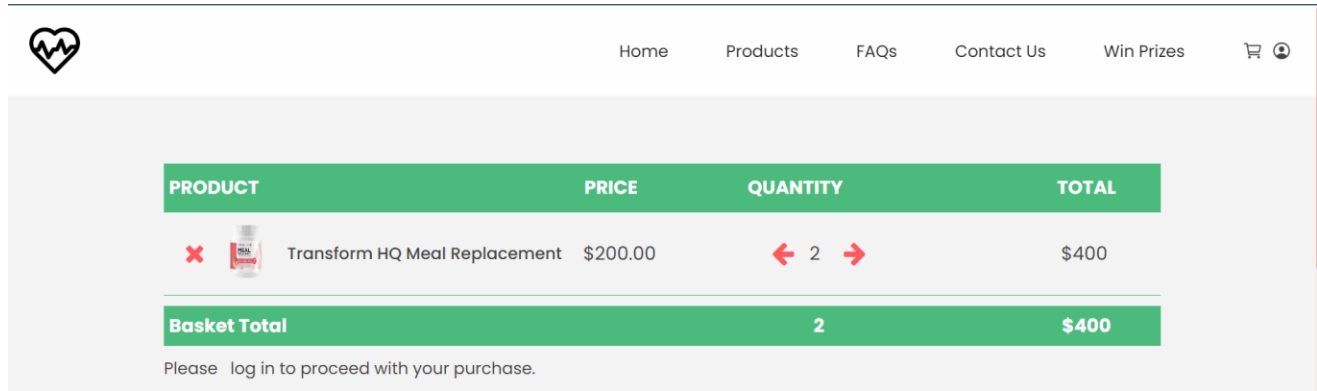 Home Products FAQs Contact Us Win Prizes
PRODUCT PRICE QUANTITY TOTAL
MEAL
Transform HQ Meal Replacement $200.00 2 $400
Basket Total 2 $400
Please log in to proceed with your purchase.